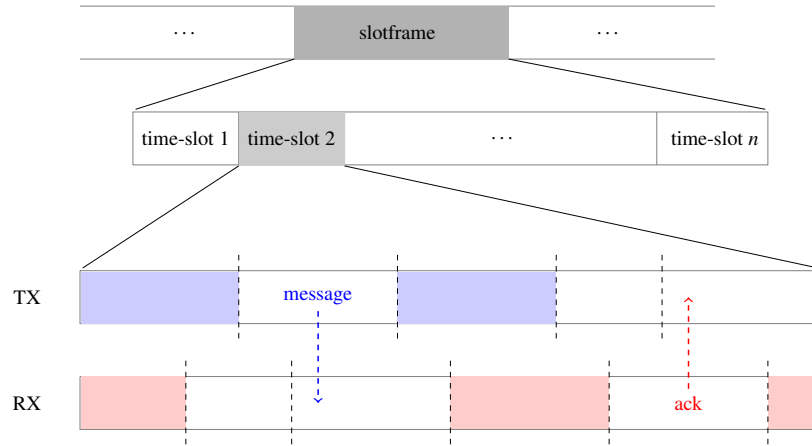 ··· slotframe ···
time-slot 1 time-slot 2 ··· time-slot n
TX message
RX ack